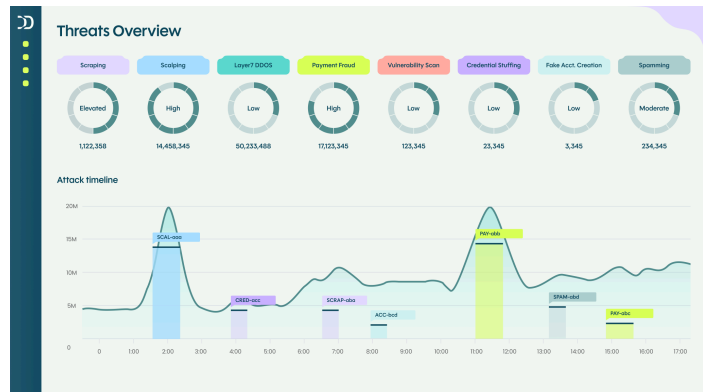 Threats Overview
Scraping Scalping Layer7 DDOS Payment Fraud Vulnerability Scan Credential Stuffing Fake Acct. Creation Spamming
Elevated High Low High Low Low Low Moderate
1,122,358 14,458,345 50,233,488 17,123,345 123,345 23,345 3,345 234,345
Attack timeline
20M
15M
10M
5M
0
SCAL-aaa
PAY-abb
CRED-acc
SCRAP-aba
ACC-bcd
SPAM-abd
PAY-abc
0 1:00 2:00 3:00 4:00 5:00 6:00 7:00 8:00 9:00 10:00 11:00 12:00 13:00 14:00 15:00 16:00 17:00